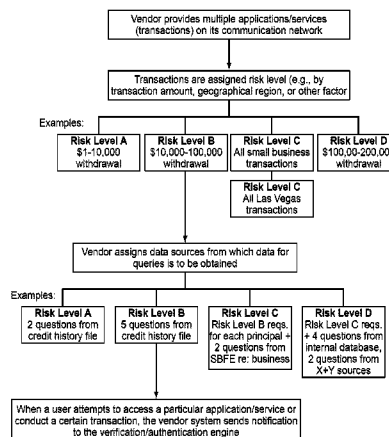 Vendor provides multiple applications/services
(transactions) on its communication network
Transactions are assigned risk level (e.g., by
transaction amount, geographical region, or other factor
Examples:
Risk Level A
$1-10,000
withdrawal
Risk Level B
$10,000-100,000
withdrawal
Risk Level C
All small business
transactions
Risk Level D
$100,00-200,00
withdrawal
Risk Level C
All Las Vegas
transactions
Vendor assigns data sources from which data for
queries is to be obtained
Examples:
Risk Level A
2 questions from
credit history file
Risk Level B
5 questions from
credit history file
Risk Level C
Risk Level B reqs.
for each principal +
2 questions from
SBFE re: business
Risk Level D
Risk Level C reqs.
+ 4 questions from
internal database,
2 questions from
X+Y sources
When a user attempts to access a particular application/service or
conduct a certain transaction, the vendor system sends notification
to the verification/authentication engine